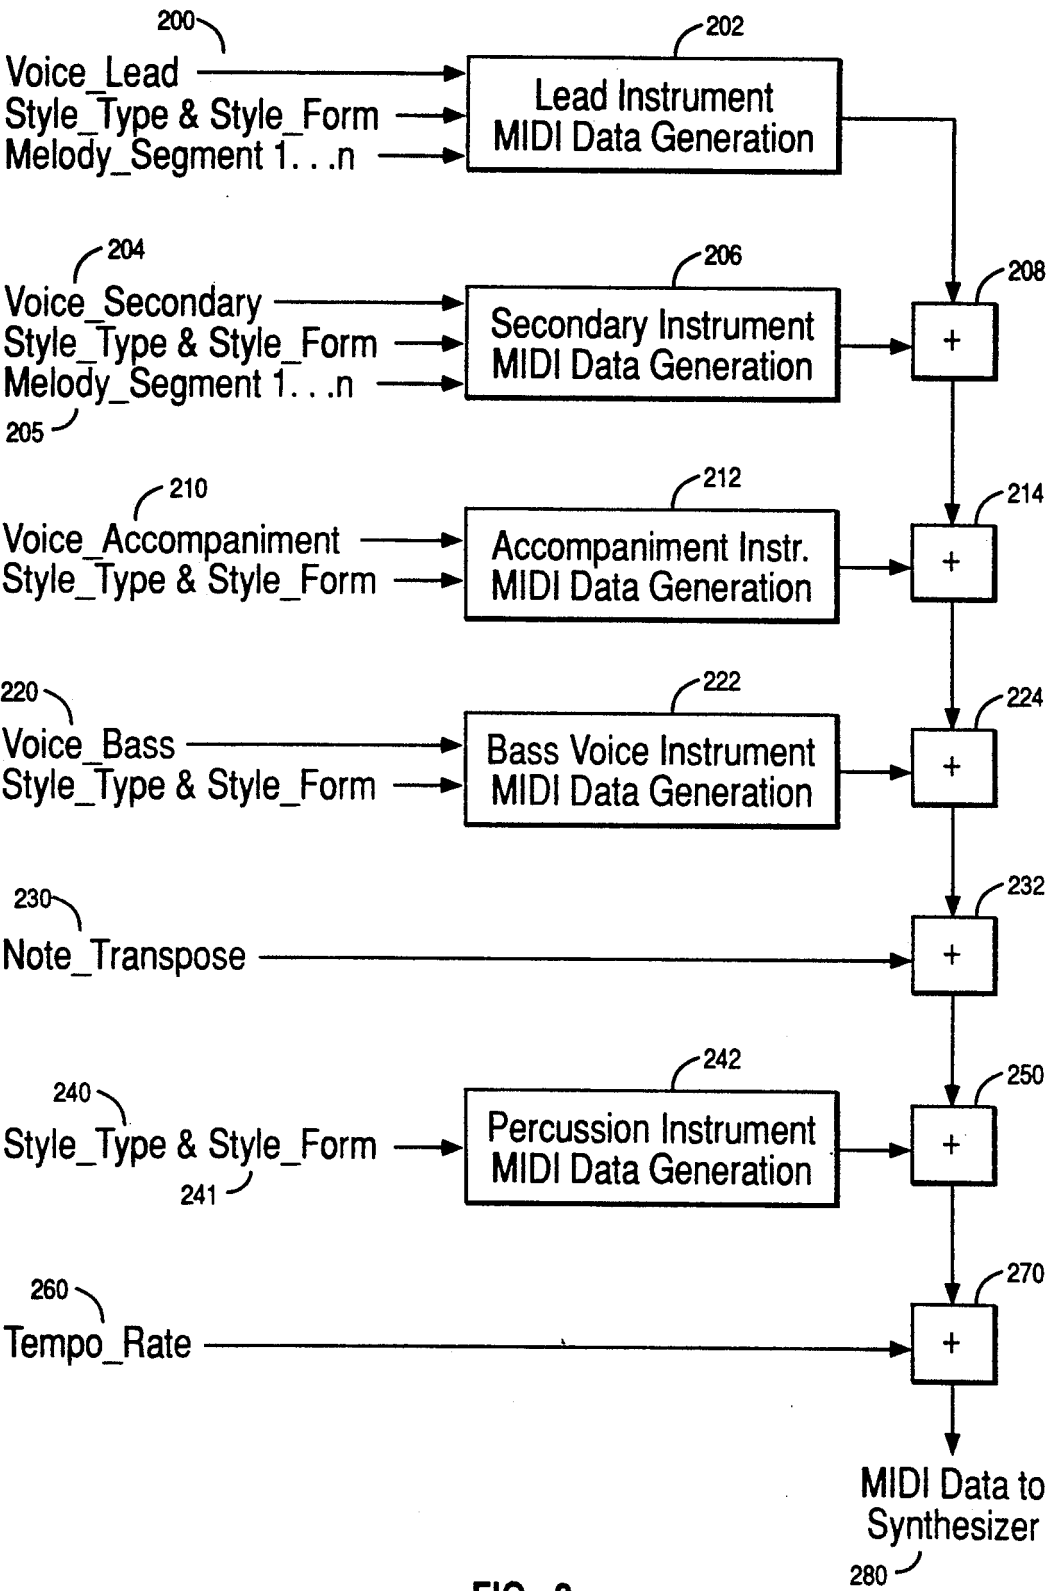 200
202
Voice_Lead
Style_Type & Style_Form
Melody_Segment 1. . .n
Lead Instrument
MIDI Data Generation
204
206
208
Voice_Secondary
Style_Type & Style_Form
Melody_Segment 1. . .n
205
Secondary Instrument
MIDI Data Generation
+
210
212
214
Voice_Accompaniment
Style_Type & Style_Form
Accompaniment Instr.
MIDI Data Generation
+
220
222
224
Voice_Bass
Style_Type & Style_Form
Bass Voice Instrument
MIDI Data Generation
+
230
232
Note_Transpose
+
240
242
250
Style_Type & Style_Form
241
Percussion Instrument
MIDI Data Generation
+
260
270
Tempo_Rate
+
MIDI Data to
Synthesizer
280
FIG.